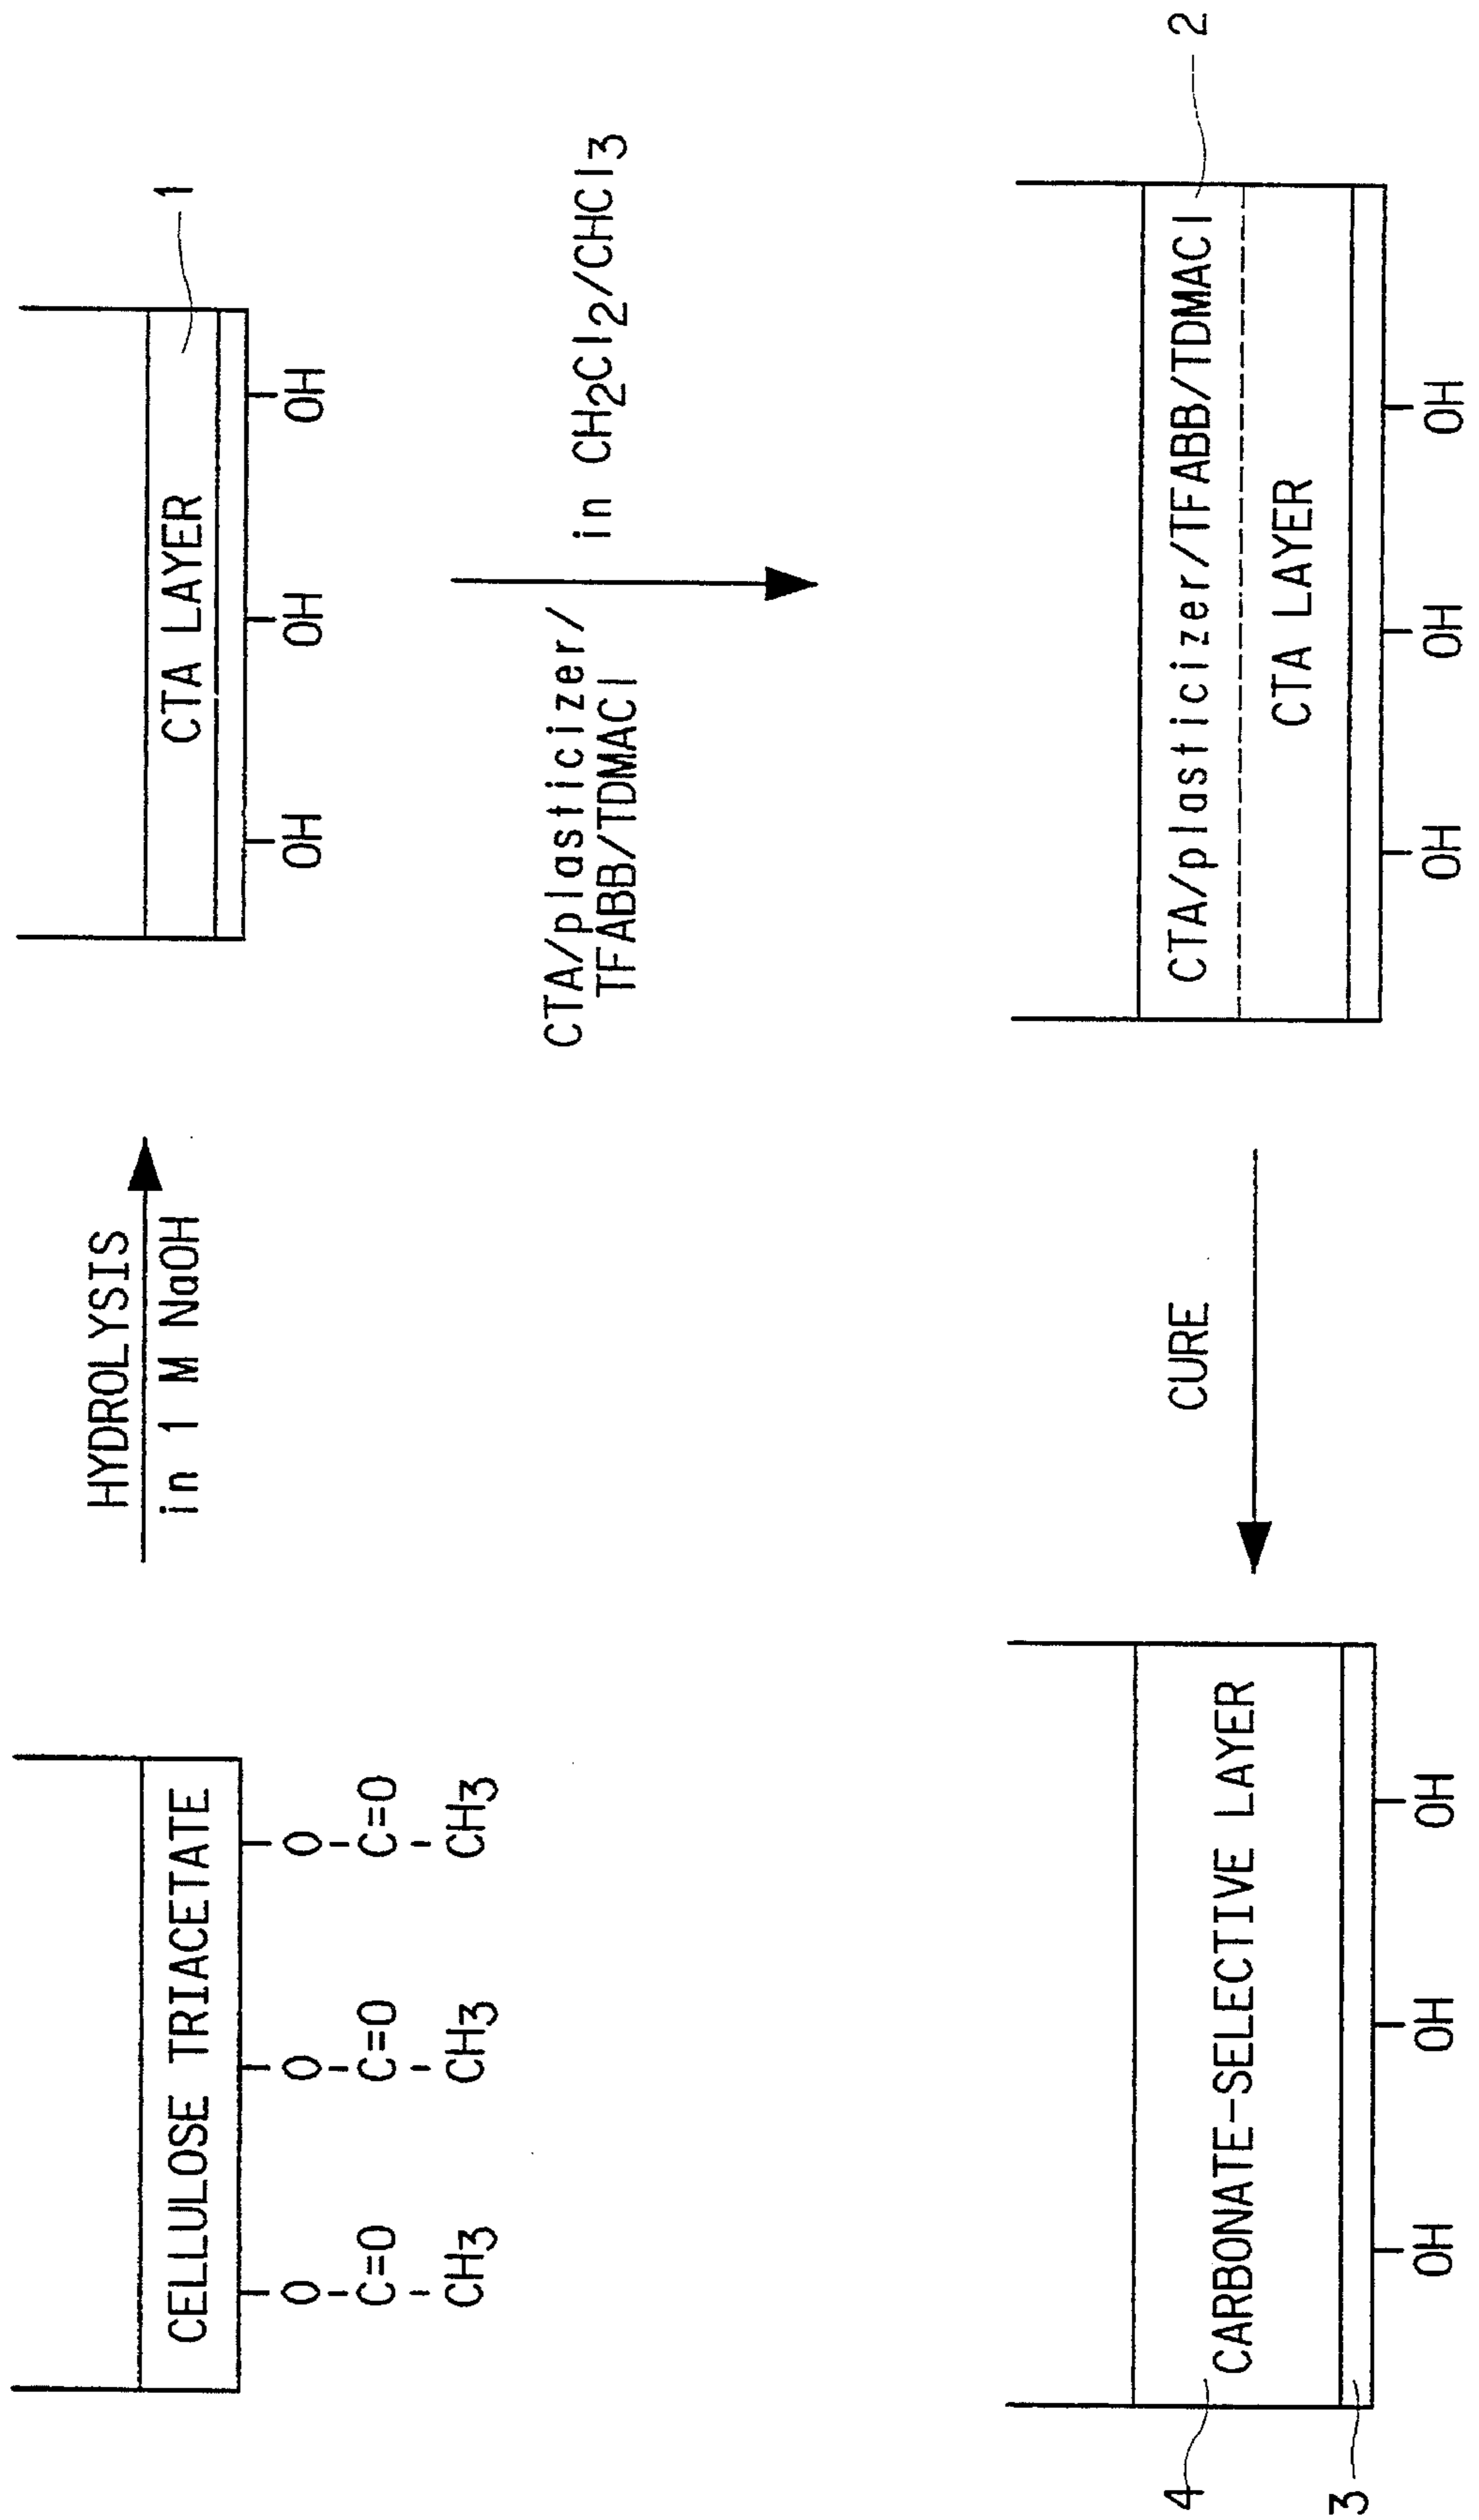 CELLULOSE TRIACETATE
O O O
C=O C=O C=O
CH3 CH3 CH3
HYDROLYSIS
in 1 M NaOH
1
CTA LAYER
OH OH OH
CTA/plasticizer/
TFABB/TDMACl
in CH2Cl2/CHCl3
2
CTA/plasticizer/TFABB/TDMACl
CTA LAYER
OH OH OH
CURE
4
CARBONATE-SELECTIVE LAYER
3
OH OH OH